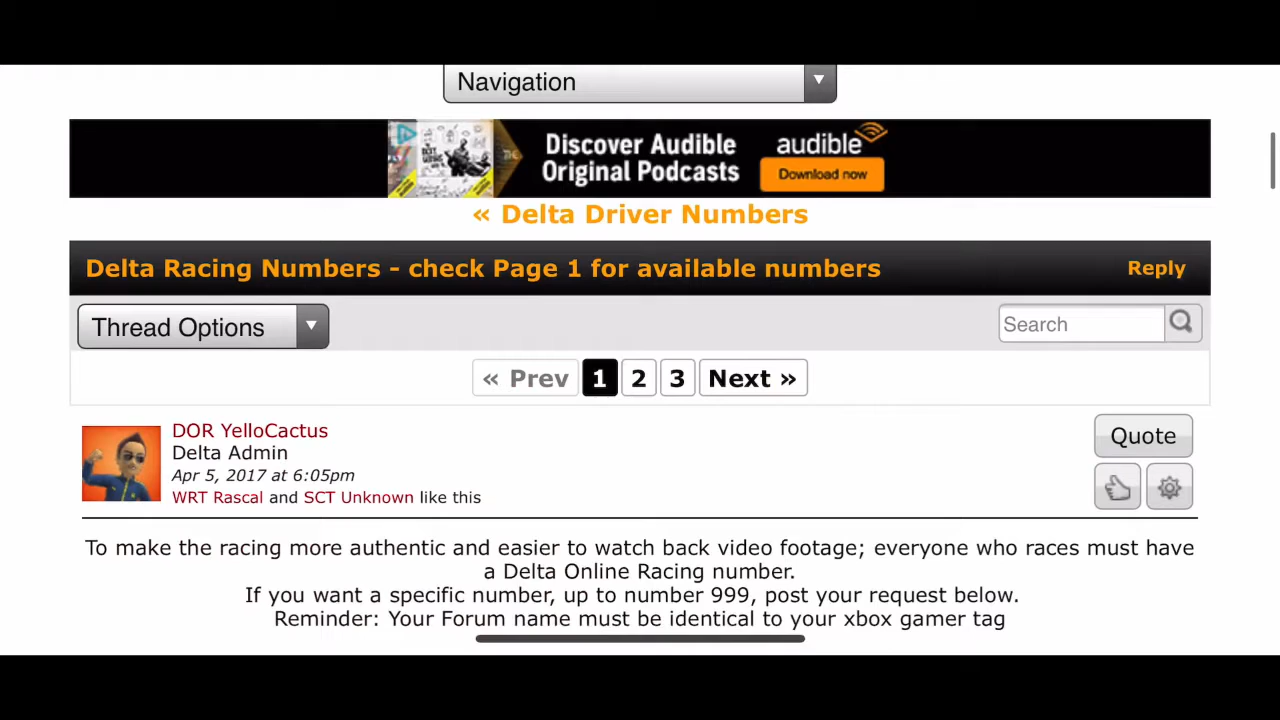 Navigation
Discover Audible
Original Podcasts
audible
Download now
« Delta Driver Numbers
Delta Racing Numbers - check Page 1 for available numbers
Reply
Thread Options
Search
« Prev 1 2 3 Next »
DOR YelloCactus
Delta Admin
Apr 5, 2017 at 6:05pm
WRT Rascal and SCT Unknown like this
Quote
To make the racing more authentic and easier to watch back video footage; everyone who races must have
a Delta Online Racing number.
If you want a specific number, up to number 999, post your request below.
Reminder: Your Forum name must be identical to your xbox gamer tag